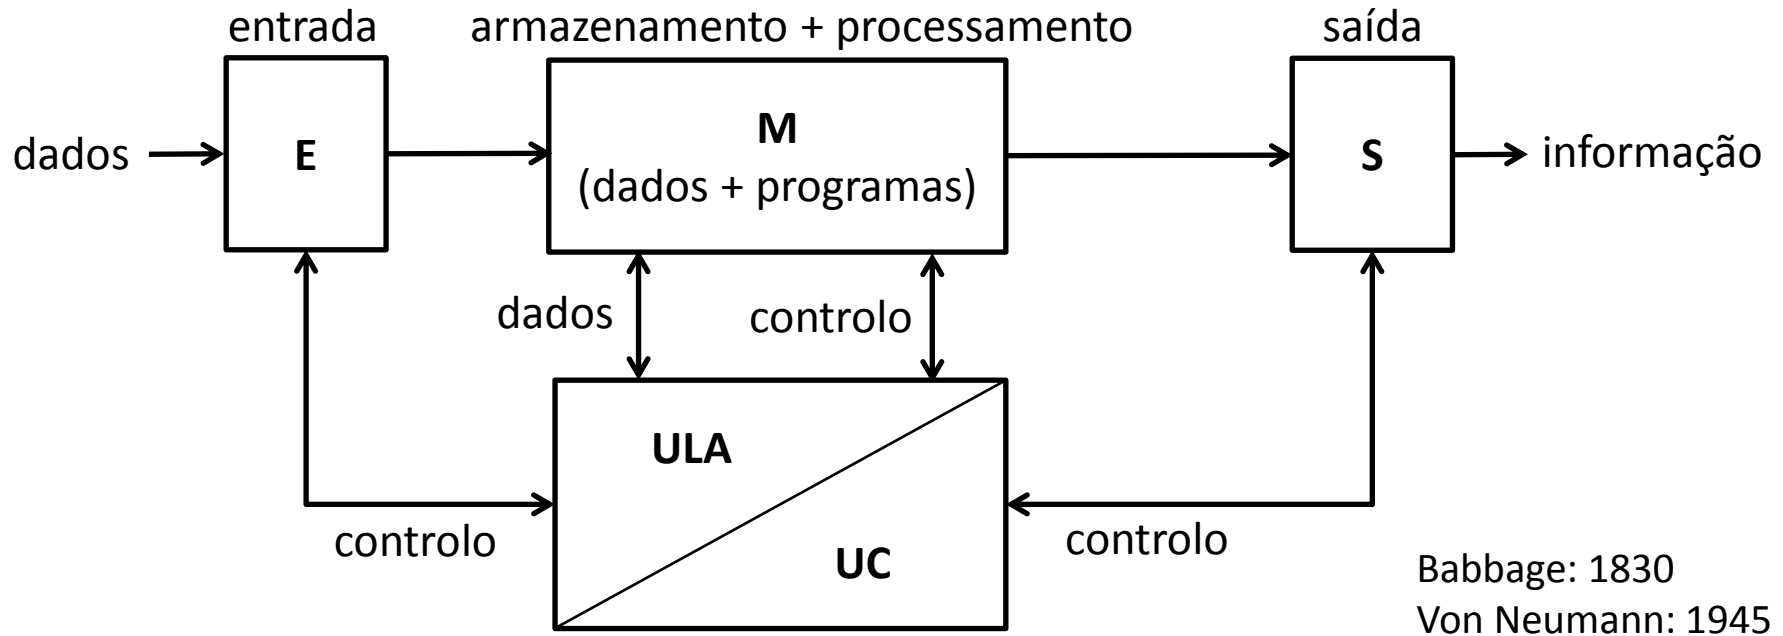 entrada
armazenamento + processamento
saída
dados
E
M
(dados + programas)
S
informação
dados
controlo
ULA
UC
controlo
controlo
Babbage: 1830
Von Neumann: 1945